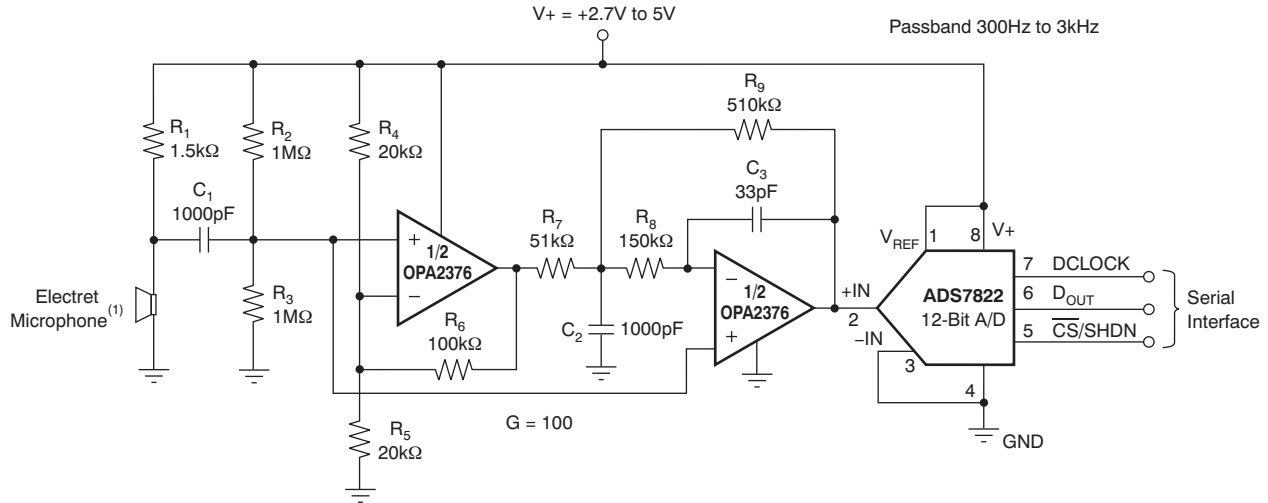 V+ = +2.7V to 5V
Passband 300Hz to 3kHz
R1
1.5kΩ
R2
1MΩ
R4
20kΩ
R9
510kΩ
C3
33pF
C1
1000pF
R7
51kΩ
R8
150kΩ
+
1/2
OPA2376
−
−
1/2
OPA2376
+
VREF
1
8
V+
7
DCLOCK
+IN
2
ADS7822
12-Bit A/D
6
DOUT
−IN
3
5
CS/SHDN
Serial
Interface
4
GND
Electret
Microphone(1)
R3
1MΩ
R6
100kΩ
C2
1000pF
G = 100
R5
20kΩ